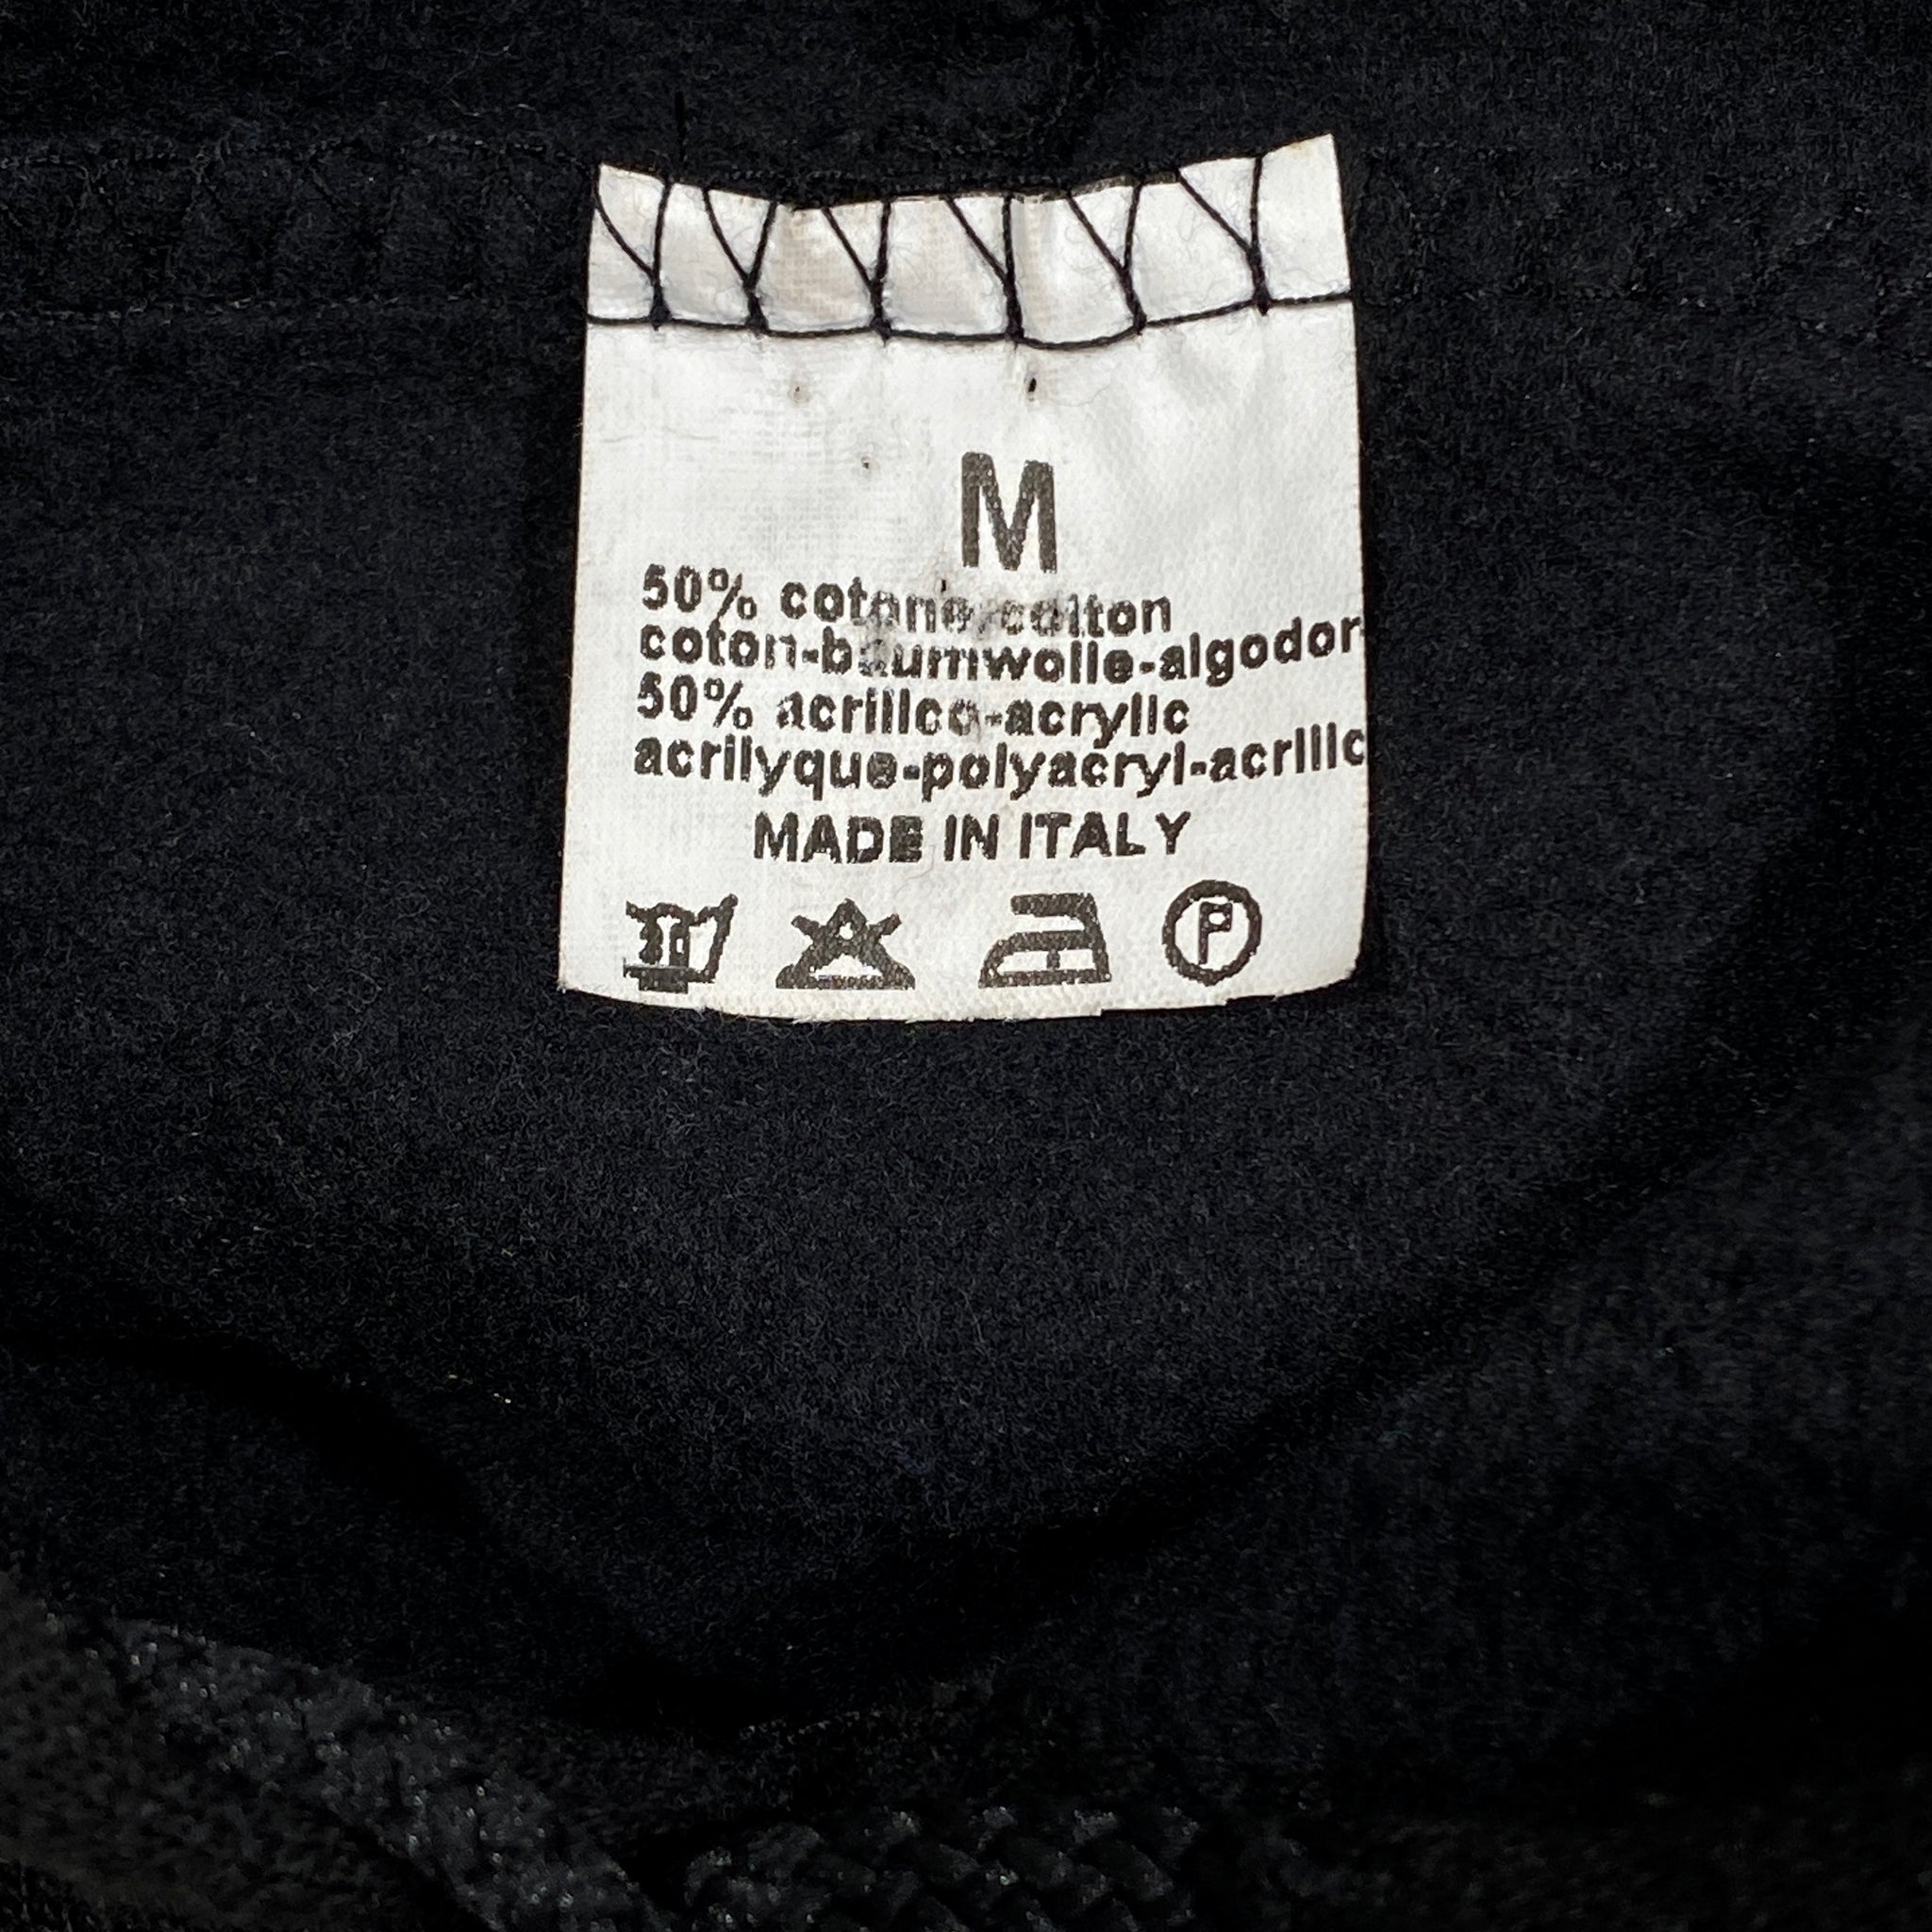 M
50% cotone-cotton
coton-baumwolle-algodon
50% acrilico-acrylic
acrilyque-polyacryl-acrilic
MADE IN ITALY
30
P